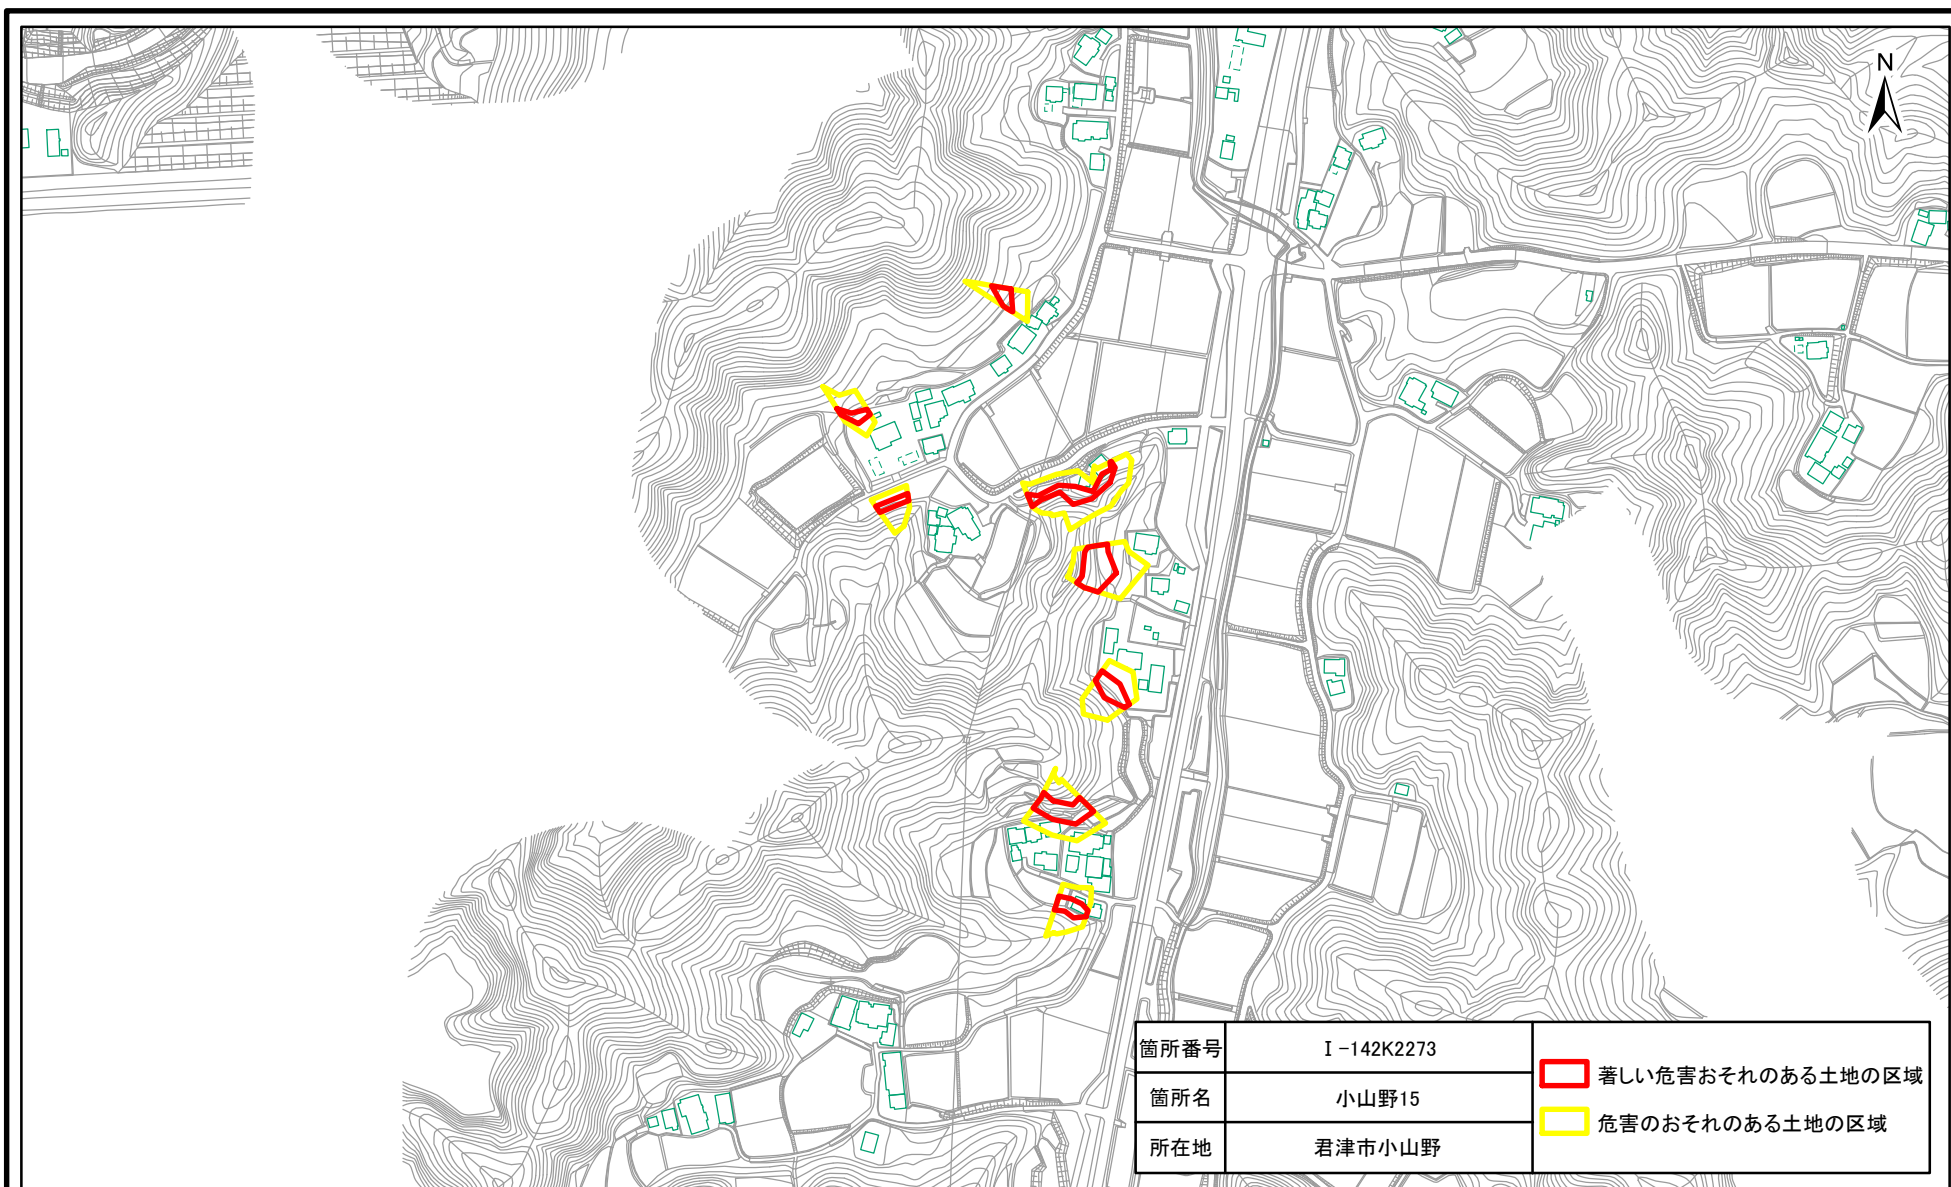 N
箇所番号 Ⅰ-142K2273
箇所名 小山野15
所在地 君津市小山野
著しい危害おそれのある土地の区域
危害のおそれのある土地の区域